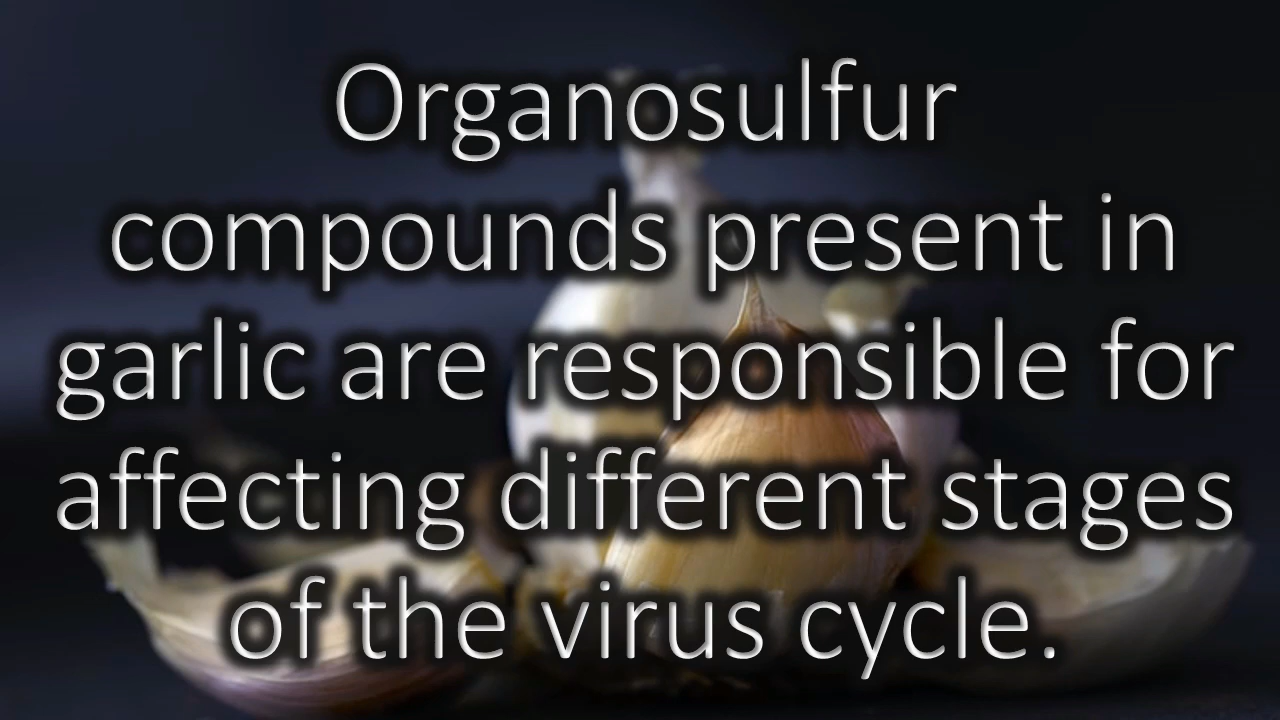 Organosulfur
compounds present in
garlic are responsible for
affecting different stages
of the virus cycle.